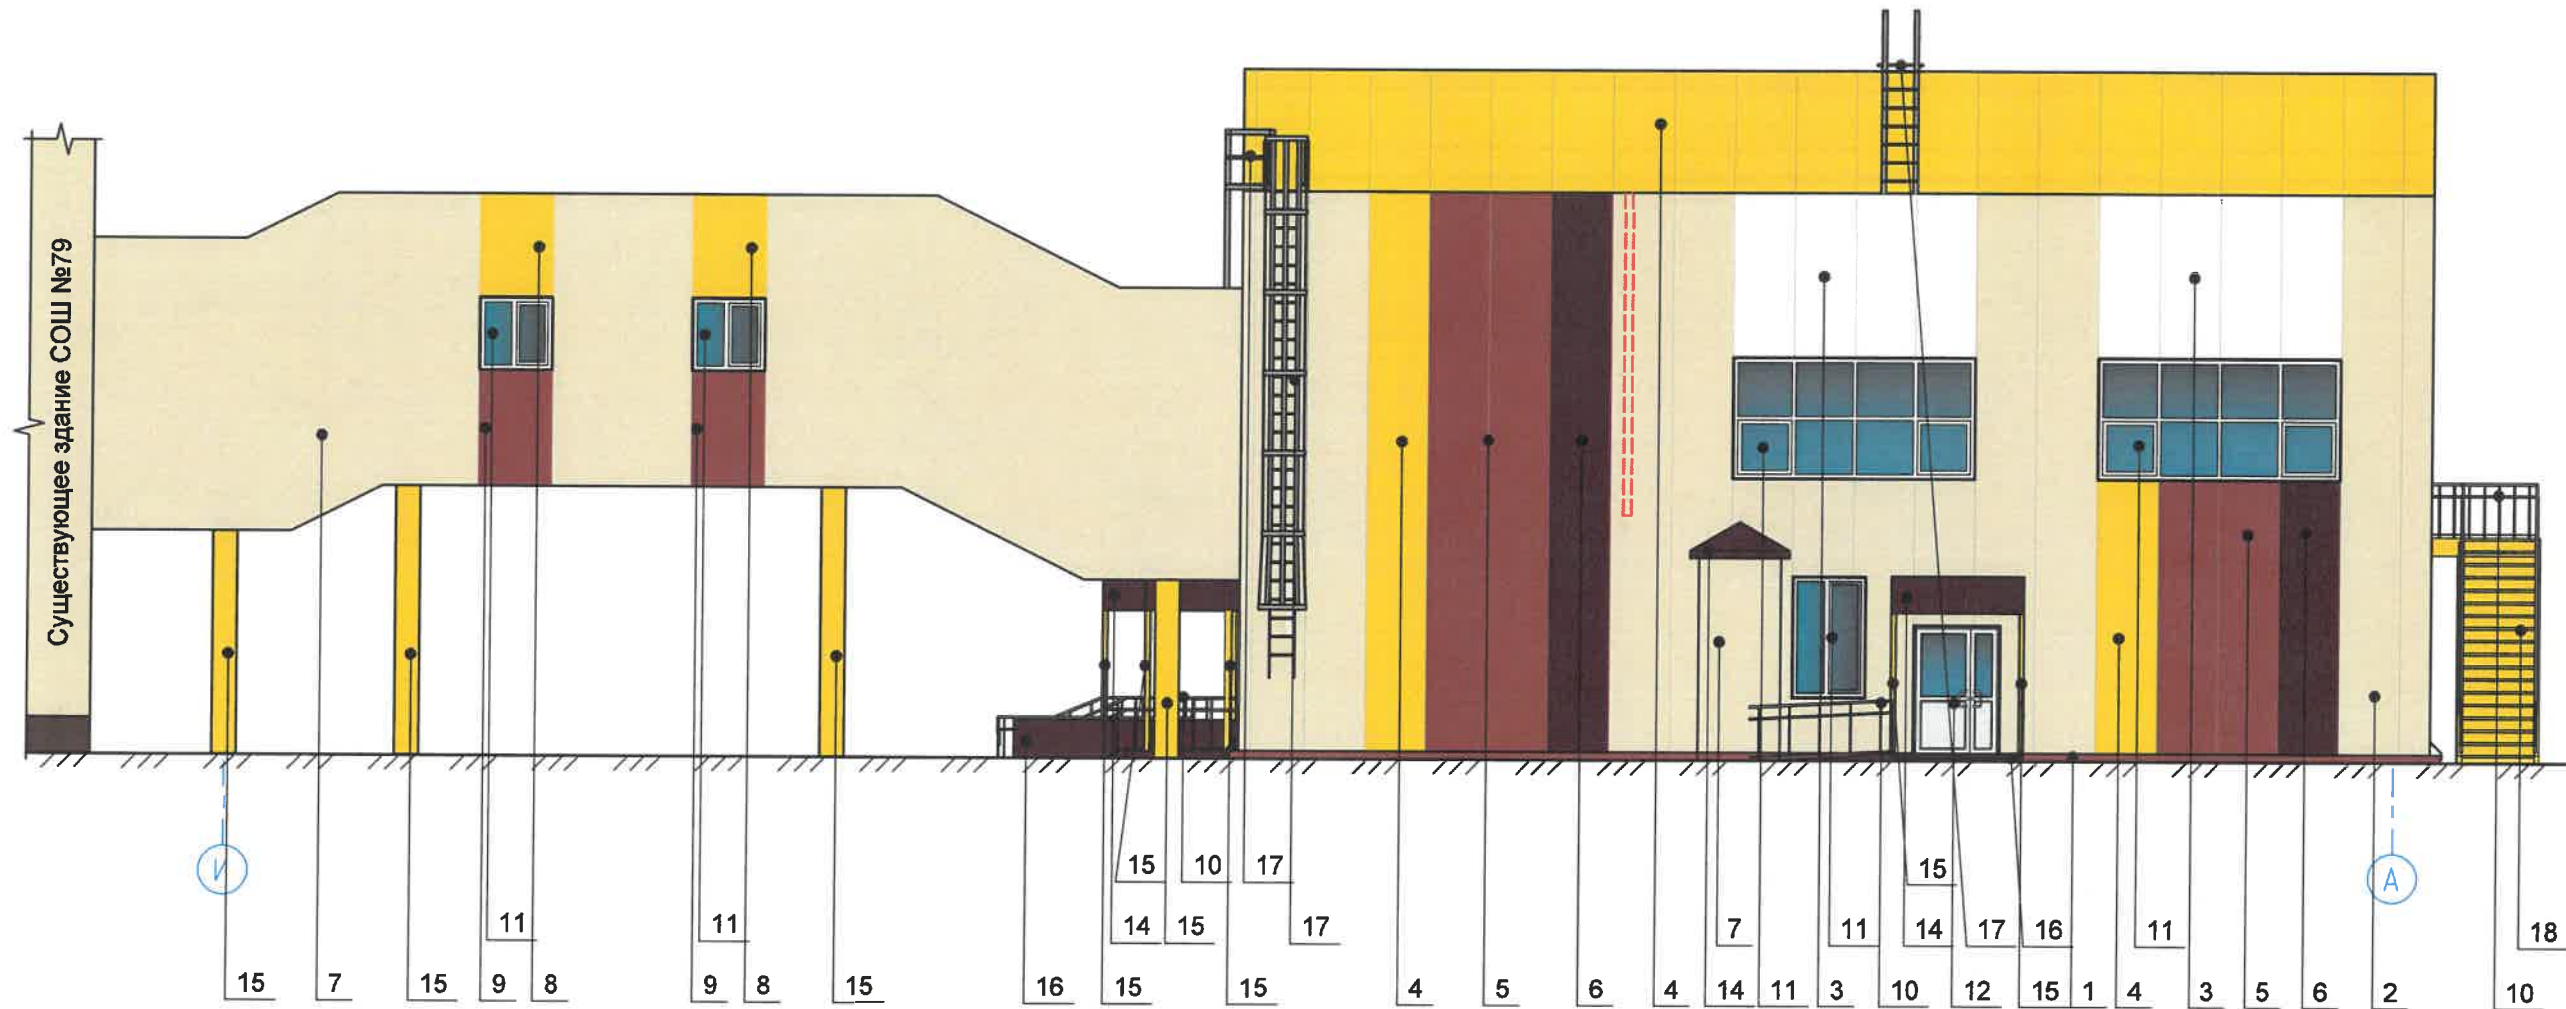 Существующее здание СОШ №79
И
А
15 10 17 15
11 11 14 15 17 7 11 14 17 16 11 18
15 7 15 9 8 9 8 15 16 15 15 4 5 6 4 14 11 3 10 12 15 1 4 3 5 6 2 10